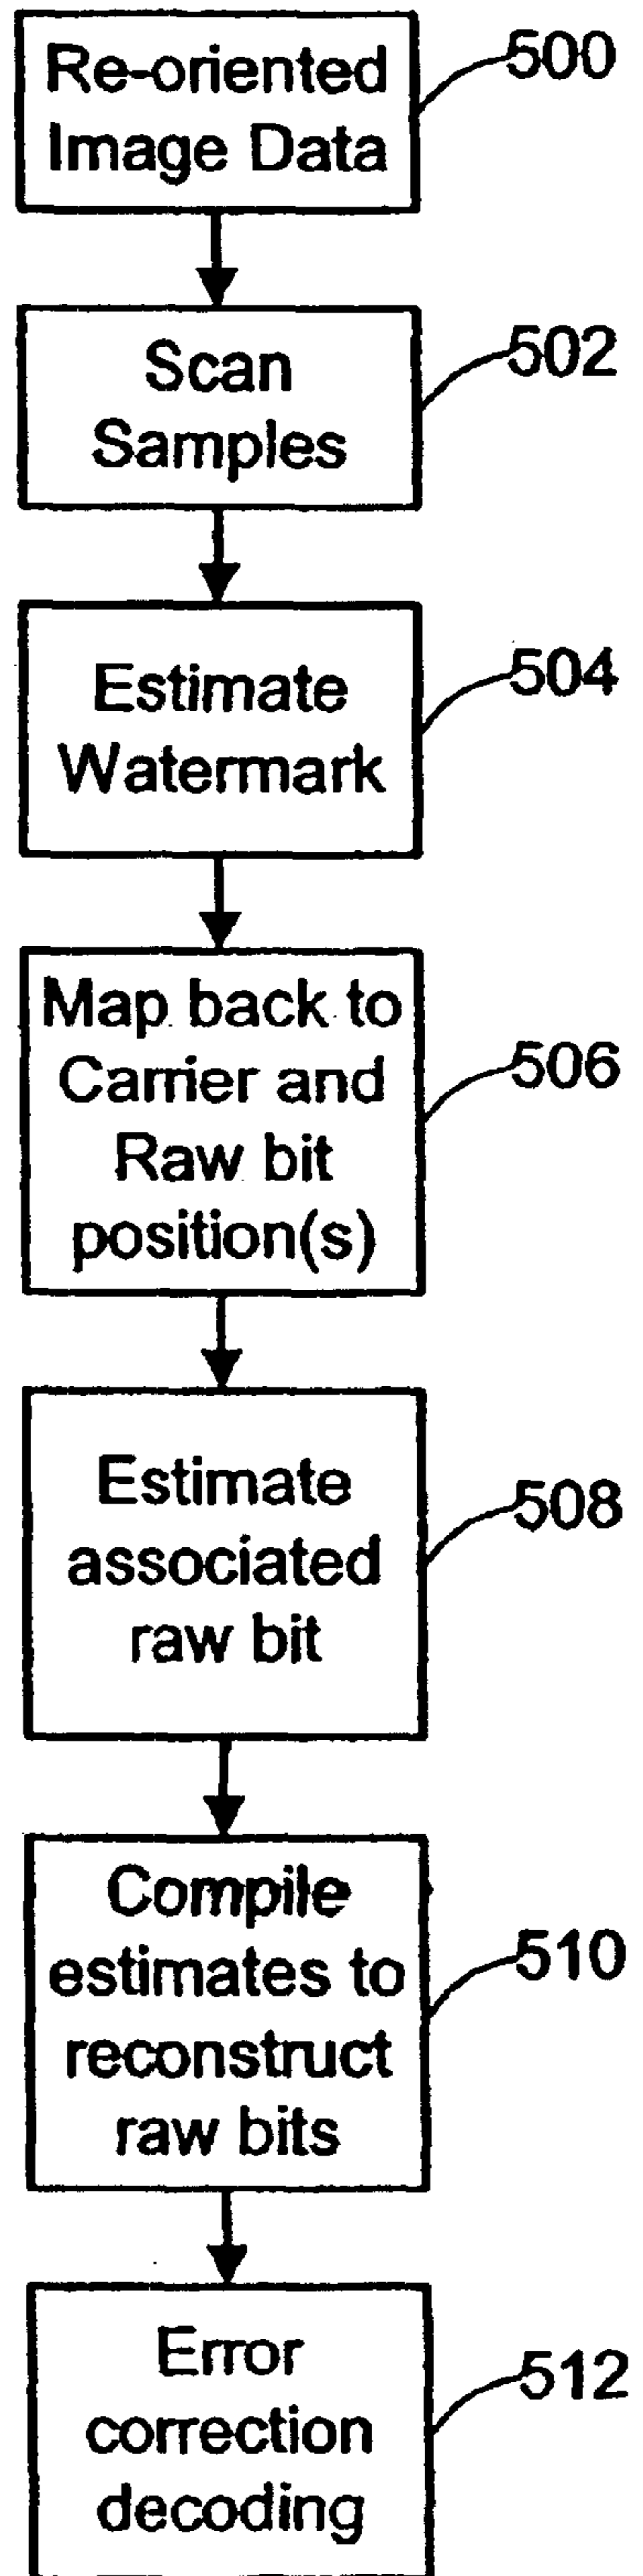 Re-oriented
Image Data
500
Scan
Samples
502
Estimate
Watermark
504
Map back to
Carrier and
Raw bit
position(s)
506
Estimate
associated
raw bit
508
Compile
estimates to
reconstruct
raw bits
510
Error
correction
decoding
512